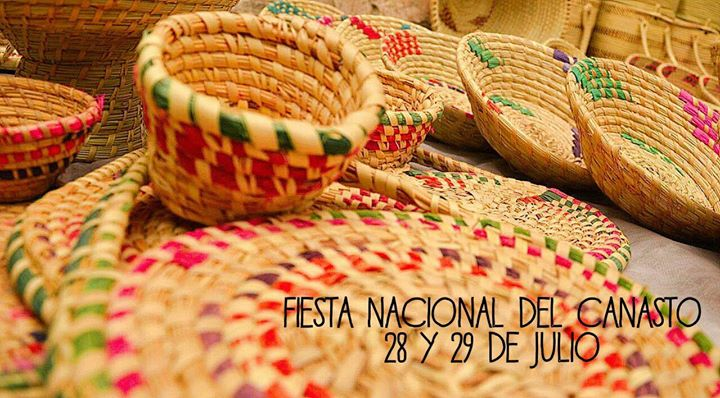 FIESTA NACIONAL DEL CANASTO
28 Y 29 DE JULIO